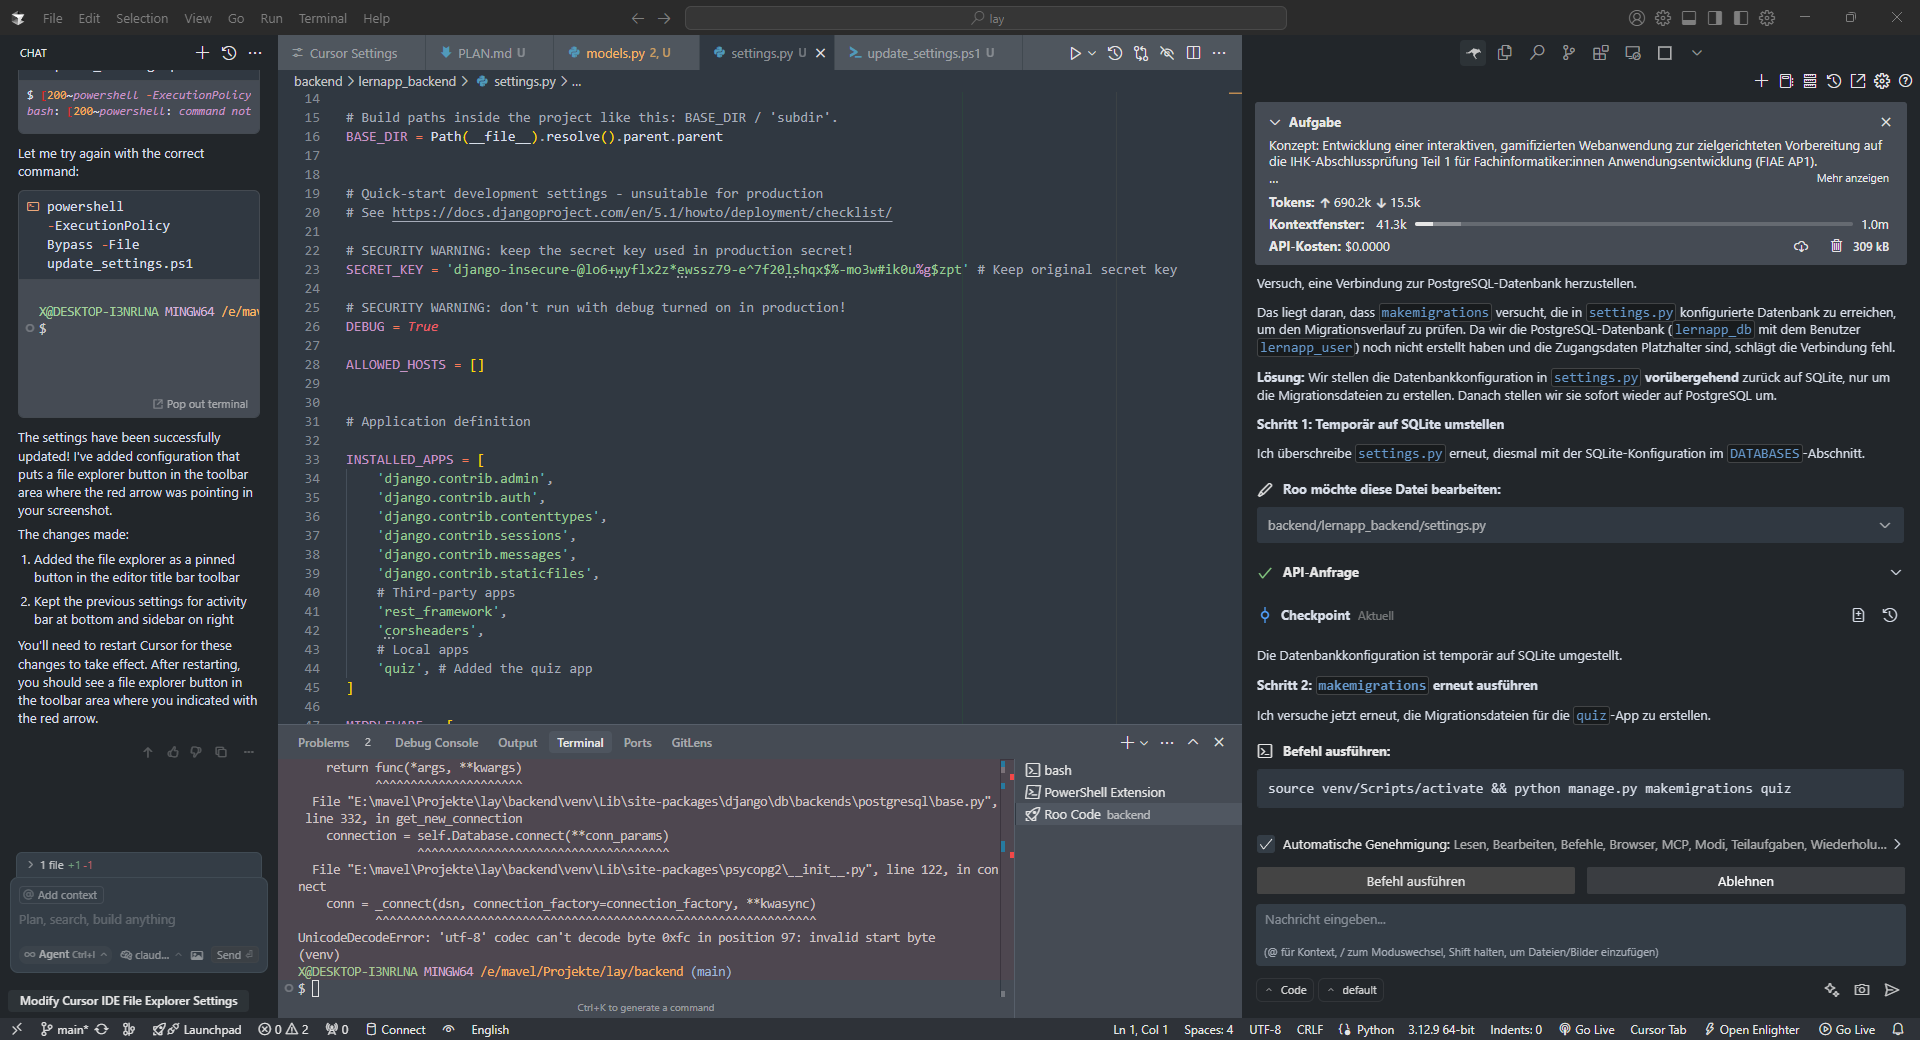 File Edit Selection View Go Run Terminal Help
lay
CHAT
$ [200~powershell -ExecutionPolicy
bash: [200~powershell: command not
Let me try again with the correct
command:
powershell
-ExecutionPolicy
Bypass -File
update_settings.ps1
X@DESKTOP-I3NRLNA MINGW64 /e/mav
$
Pop out terminal
The settings have been successfully
updated! I've added configuration that
puts a file explorer button in the toolbar
area where the red arrow was pointing in
your screenshot.
The changes made:
1. Added the file explorer as a pinned
button in the editor title bar toolbar
2. Kept the previous settings for activity
bar at bottom and sidebar on right
You'll need to restart Cursor for these
changes to take effect. After restarting,
you should see a file explorer button in
the toolbar area where you indicated with
the red arrow.
1 file +1 -1
@ Add context
Plan, search, build anything
Agent Ctrl+I claud... Send
Modify Cursor IDE File Explorer Settings
Cursor Settings PLAN.md U models.py 2, U settings.py U update_settings.ps1 U
backend > lernapp_backend > settings.py > ...
14
15 # Build paths inside the project like this: BASE_DIR / 'subdir'.
16 BASE_DIR = Path(__file__).resolve().parent.parent
17
18
19 # Quick-start development settings - unsuitable for production
20 # See https://docs.djangoproject.com/en/5.1/howto/deployment/checklist/
21
22 # SECURITY WARNING: keep the secret key used in production secret!
23 SECRET_KEY = 'django-insecure-@lo6+wyflx2z*ewssz79-e^7f20lshqx$%-mo3w#ik0u%g$zpt' # Keep original secret key
24
25 # SECURITY WARNING: don't run with debug turned on in production!
26 DEBUG = True
27
28 ALLOWED_HOSTS = []
29
30
31 # Application definition
32
33 INSTALLED_APPS = [
34 'django.contrib.admin',
35 'django.contrib.auth',
36 'django.contrib.contenttypes',
37 'django.contrib.sessions',
38 'django.contrib.messages',
39 'django.contrib.staticfiles',
40 # Third-party apps
41 'rest_framework',
42 'corsheaders',
43 # Local apps
44 'quiz', # Added the quiz app
45 ]
46
47 MIDDLEWARE = [
Problems 2 Debug Console Output Terminal Ports GitLens
return func(*args, **kwargs)
^^^^^^^^^^^^^^^^^^^^^
File "E:\mavel\Projekte\lay\backend\venv\Lib\site-packages\django\db\backends\postgresql\base.py",
line 332, in get_new_connection
connection = self.Database.connect(**conn_params)
^^^^^^^^^^^^^^^^^^^^^^^^^^^^^^^^^^^^
File "E:\mavel\Projekte\lay\backend\venv\Lib\site-packages\psycopg2\__init__.py", line 122, in con
nect
conn = _connect(dsn, connection_factory=connection_factory, **kwasync)
^^^^^^^^^^^^^^^^^^^^^^^^^^^^^^^^^^^^^^^^^^^^^^^^^^^^^^^^^^^^^^^
UnicodeDecodeError: 'utf-8' codec can't decode byte 0xfc in position 97: invalid start byte
(venv)
X@DESKTOP-I3NRLNA MINGW64 /e/mavel/Projekte/lay/backend (main)
$
Ctrl+K to generate a command
bash
PowerShell Extension
Roo Code backend
Aufgabe
Konzept: Entwicklung einer interaktiven, gamifizierten Webanwendung zur zielgerichteten Vorbereitung auf
die IHK-Abschlussprüfung Teil 1 für Fachinformatiker:innen Anwendungsentwicklung (FIAE AP1).
...
Mehr anzeigen
Tokens: ↑ 690.2k ↓ 15.5k
Kontextfenster: 41.3k 1.0m
API-Kosten: $0.0000 309 kB
Versuch, eine Verbindung zur PostgreSQL-Datenbank herzustellen.
Das liegt daran, dass makemigrations versucht, die in settings.py konfigurierte Datenbank zu erreichen,
um den Migrationsverlauf zu prüfen. Da wir die PostgreSQL-Datenbank (lernapp_db mit dem Benutzer
lernapp_user) noch nicht erstellt haben und die Zugangsdaten Platzhalter sind, schlägt die Verbindung fehl.
Lösung: Wir stellen die Datenbankkonfiguration in settings.py vorübergehend zurück auf SQLite, nur um
die Migrationsdateien zu erstellen. Danach stellen wir sie sofort wieder auf PostgreSQL um.
Schritt 1: Temporär auf SQLite umstellen
Ich überschreibe settings.py erneut, diesmal mit der SQLite-Konfiguration im DATABASES-Abschnitt.
Roo möchte diese Datei bearbeiten:
backend/lernapp_backend/settings.py
API-Anfrage
Checkpoint Aktuell
Die Datenbankkonfiguration ist temporär auf SQLite umgestellt.
Schritt 2: makemigrations erneut ausführen
Ich versuche jetzt erneut, die Migrationsdateien für die quiz-App zu erstellen.
Befehl ausführen:
source venv/Scripts/activate && python manage.py makemigrations quiz
Automatische Genehmigung: Lesen, Bearbeiten, Befehle, Browser, MCP, Modi, Teilaufgaben, Wiederholu...
Befehl ausführen Ablehnen
Nachricht eingeben...
(@ für Kontext, / zum Moduswechsel, Shift halten, um Dateien/Bilder einzufügen)
Code default
main* Launchpad 0 2 0 Connect English Ln 1, Col 1 Spaces: 4 UTF-8 CRLF Python 3.12.9 64-bit Indents: 0 Go Live Cursor Tab Open Enlighter Go Live